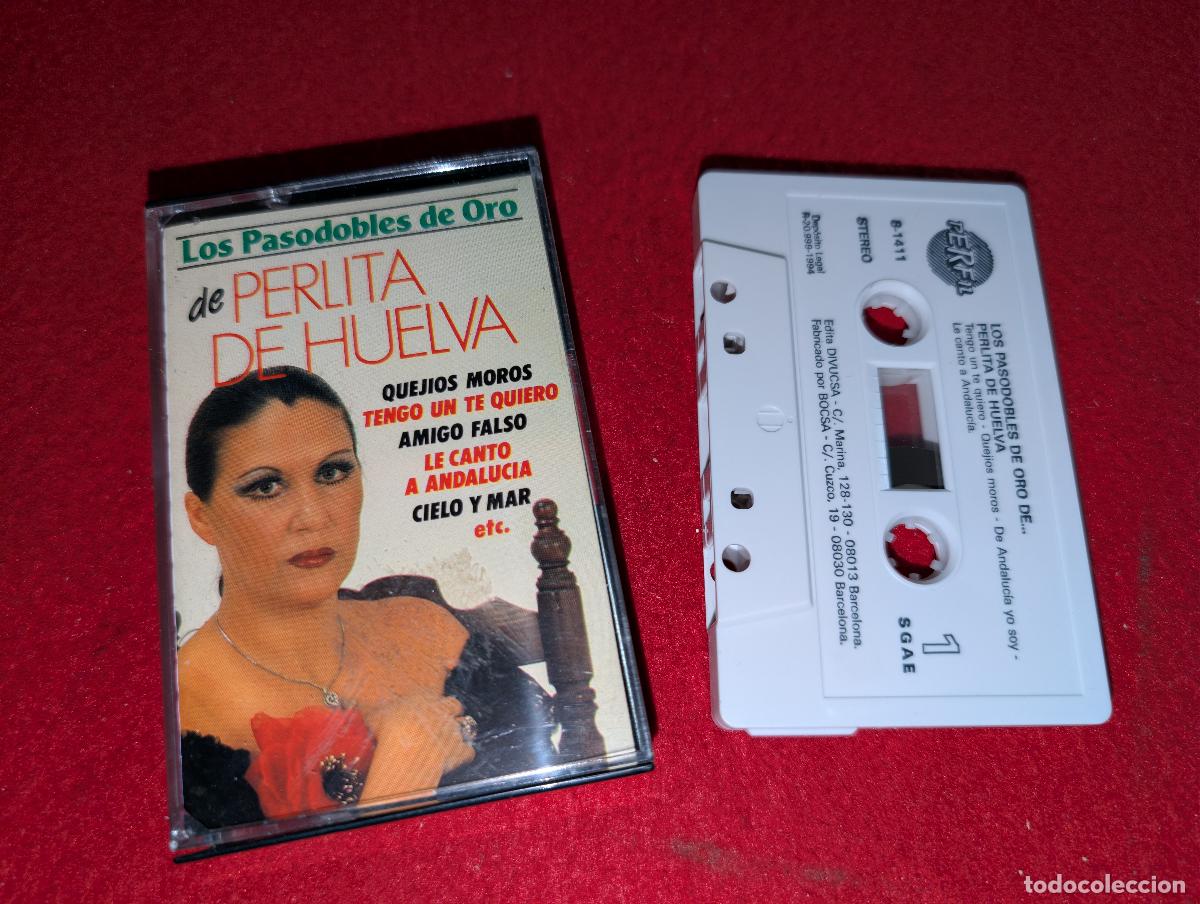 Los Pasodobles de Oro
de PERLITA
DE HUELVA
QUEJIOS MOROS
TENGO UN TE QUIERO
AMIGO FALSO
LE CANTO
A ANDALUCIA
CIELO Y MAR
etc.
PERFIL
B-1411
STEREO
Depósito Legal
B-20.999-1994
LOS PASODOBLES DE ORO DE...
PERLITA DE HUELVA
Tengo un te quiero - Quejios moros - De Andalucía yo soy -
Le canto a Andalucía.
1
SGAE
Edita DIVUCSA - C/. Marina, 128-130 - 08013 Barcelona.
Fabricado por BOCSA - C/. Cuzco, 19 - 08030 Barcelona.
todocoleccion